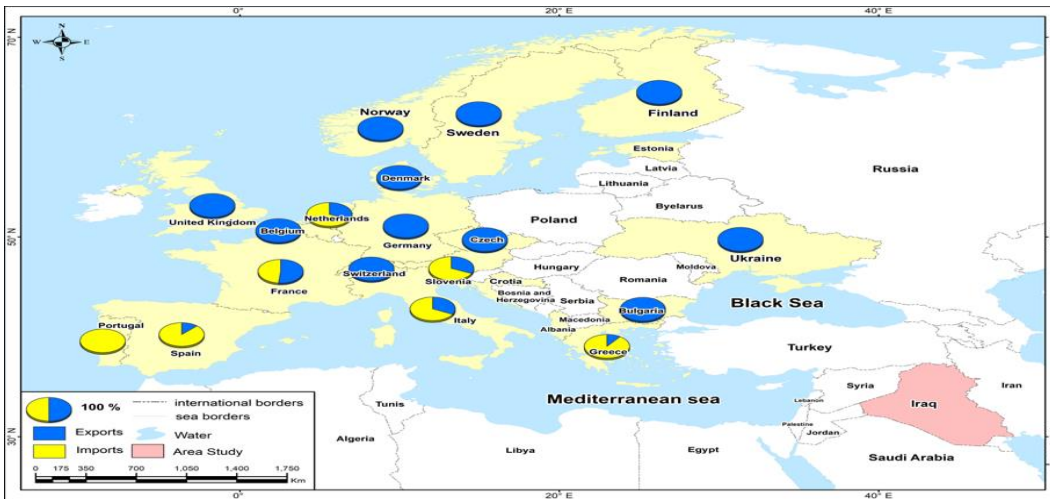 0° 20° E 40° E
70°
N
W E
S
Norway
Sweden
Finland
Estonia
Latvia
Lithuania
Russia
Denmark
Byelarus
United Kingdom
Netherlands
Belgium
Poland
50°
Germany
Czech
Ukraine
France
Switzerland
Slovenia
Hungary
Moldova
Crotia
Romania
Bosnia and
Herzegovina
Serbia
Black Sea
Italy
Bulgaria
Macedonia
Portugal
Albania
Spain
Greece
Turkey
Syria
Iran
Lebanon
Iraq
Mediterranean sea
Palestine
Jordan
Tunis
Algeria
Libya
Egypt
Saudi Arabia
30°
100 %
international borders
sea borders
Exports
Water
Imports
Area Study
0 175 350 700 1,050 1,400 1,750
Km
0° 20° E 40° E